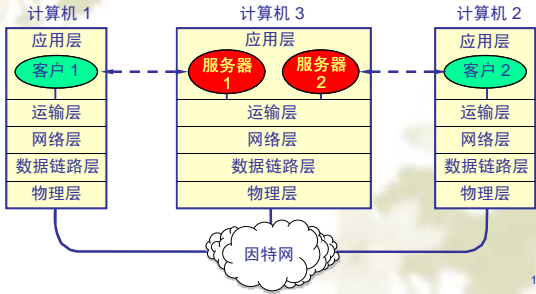 计算机 1
计算机 3
计算机 2
应用层
应用层
应用层
客户 1
服务器
1
服务器
2
客户 2
运输层
运输层
运输层
网络层
网络层
网络层
数据链路层
数据链路层
数据链路层
物理层
物理层
物理层
因特网
1